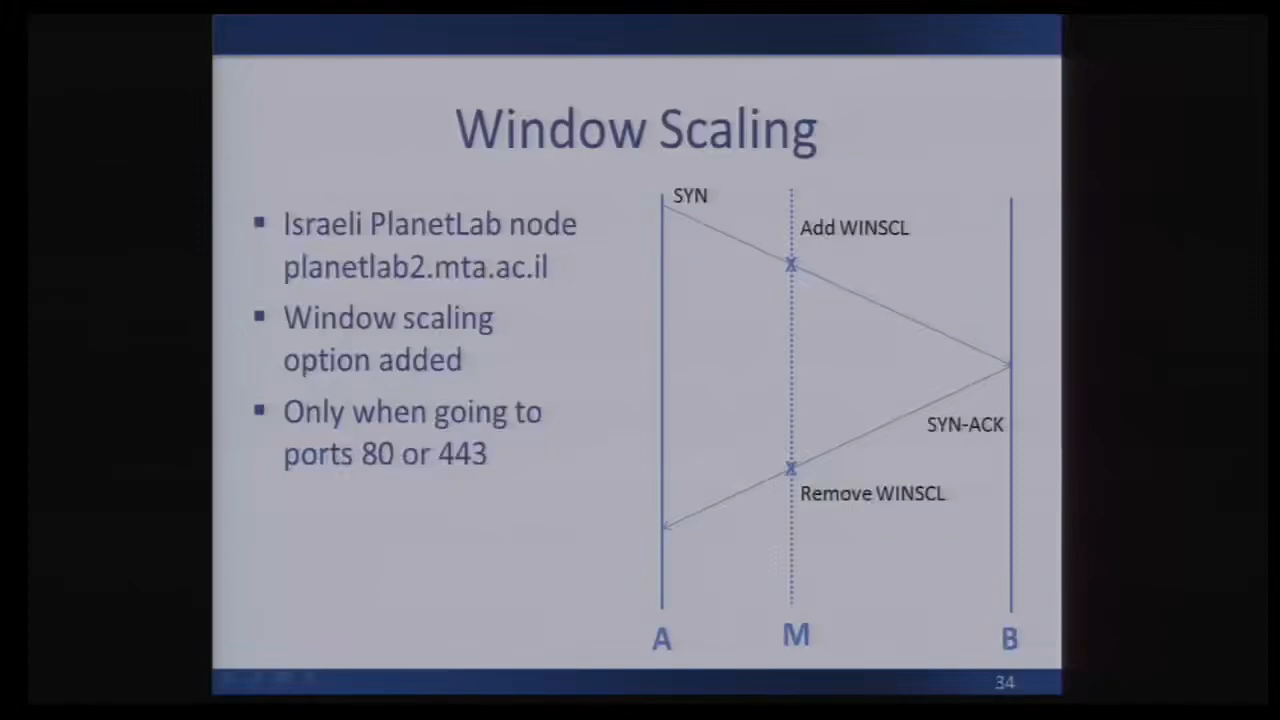 Window Scaling
Israeli PlanetLab node
planetlab2.mta.ac.il
Window scaling
option added
Only when going to
ports 80 or 443
SYN
Add WINSCL
SYN-ACK
Remove WINSCL
A
M
B
34